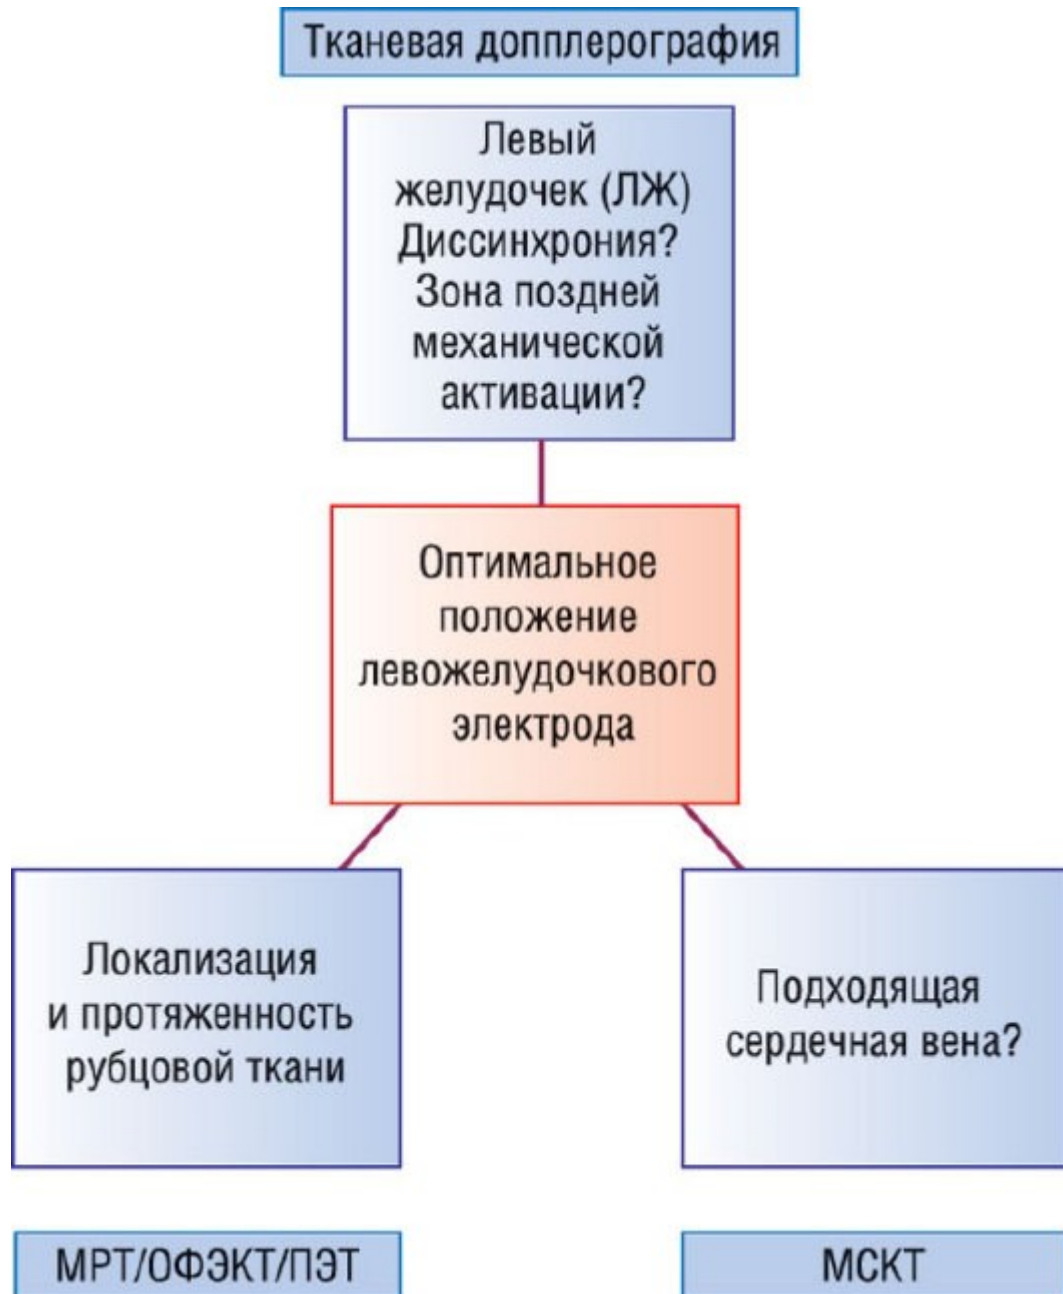 Тканевая допплерография
Левый
желудочек (ЛЖ)
Диссинхрония?
Зона поздней
механической
активации?
Оптимальное
положение
левожелудочкового
электрода
Локализация
и протяженность
рубцовой ткани
Подходящая
сердечная вена?
МРТ/ОФЭКТ/ПЭТ
МСКТ